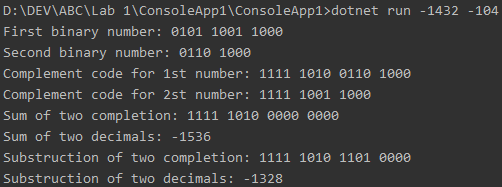 D:\DEV\ABC\Lab 1\ConsoleApp1\ConsoleApp1>dotnet run -1432 -104
First binary number: 0101 1001 1000
Second binary number: 0110 1000
Complement code for 1st number: 1111 1010 0110 1000
Complement code for 2st number: 1111 1001 1000
Sum of two completion: 1111 1010 0000 0000
Sum of two decimals: -1536
Substruction of two completion: 1111 1010 1101 0000
Substruction of two decimals: -1328